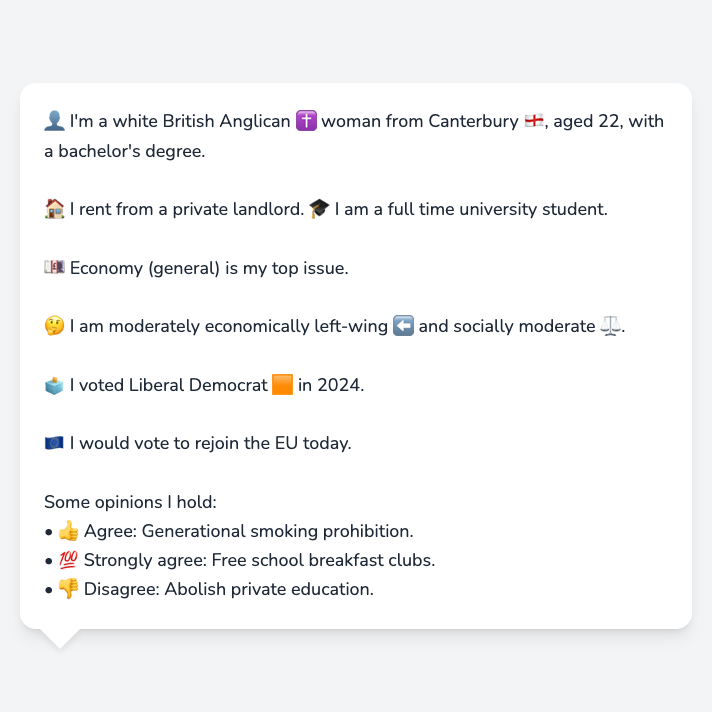 👤 I'm a white British Anglican ✝️ woman from Canterbury 🏴󠁧󠁢󠁥󠁮󠁧󠁿, aged 22, with
a bachelor's degree.
🏠 I rent from a private landlord. 🎓 I am a full time university student.
💷 Economy (general) is my top issue.
🤔 I am moderately economically left-wing ⬅️ and socially moderate ⚖️.
🗳️ I voted Liberal Democrat 🟧 in 2024.
🇪🇺 I would vote to rejoin the EU today.
Some opinions I hold:
• 👍 Agree: Generational smoking prohibition.
• 💯 Strongly agree: Free school breakfast clubs.
• 👎 Disagree: Abolish private education.